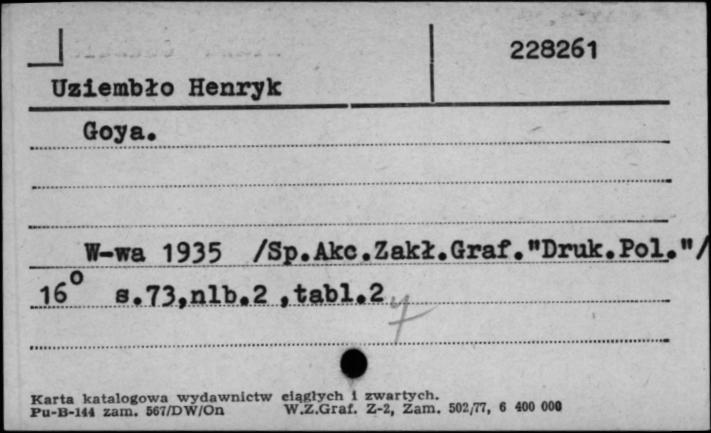 228261
Uziembło Henryk
Goya.
W-wa 1935 /Sp.Akc.Zakł.Graf."Druk.Pol."/
16° s.73,nlb.2 ,tabl.2
Karta katalogowa wydawnictw ciągłych i zwartych.
Pu-B-144 zam. 567/DW/On W.Z.Graf. Z-2, Zam. 502/77, 6 400 000